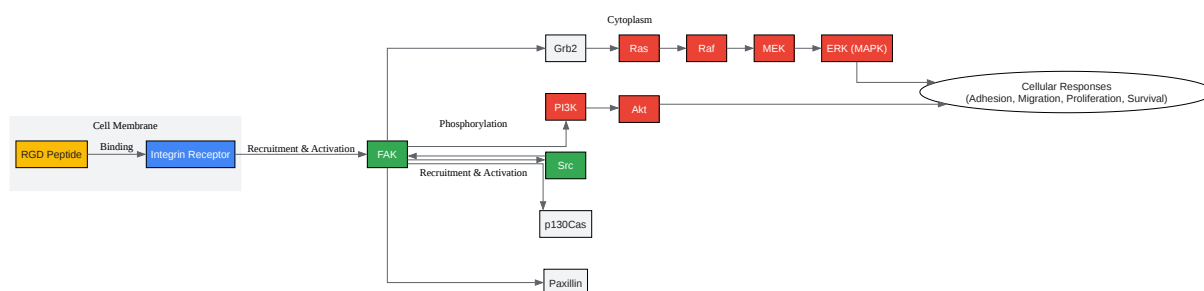 Cytoplasm
Grb2
Ras
Raf
MEK
ERK (MAPK)
Cellular Responses
(Adhesion, Migration, Proliferation, Survival)
PI3K
Akt
Phosphorylation
Cell Membrane
RGD Peptide
Binding
Integrin Receptor
Recruitment & Activation
FAK
Src
Recruitment & Activation
p130Cas
Paxillin